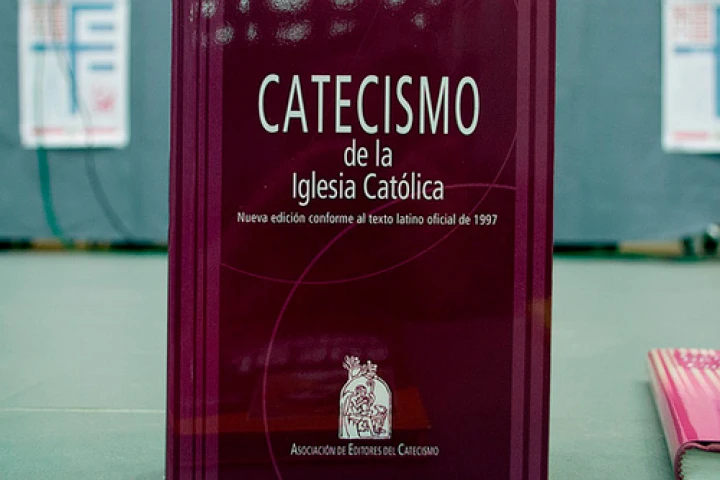 CATECISMO
de la
Iglesia Católica
Nueva edición conforme al texto latino oficial de 1997
ASOCIACIÓN DE EDITORES DEL CATECISMO